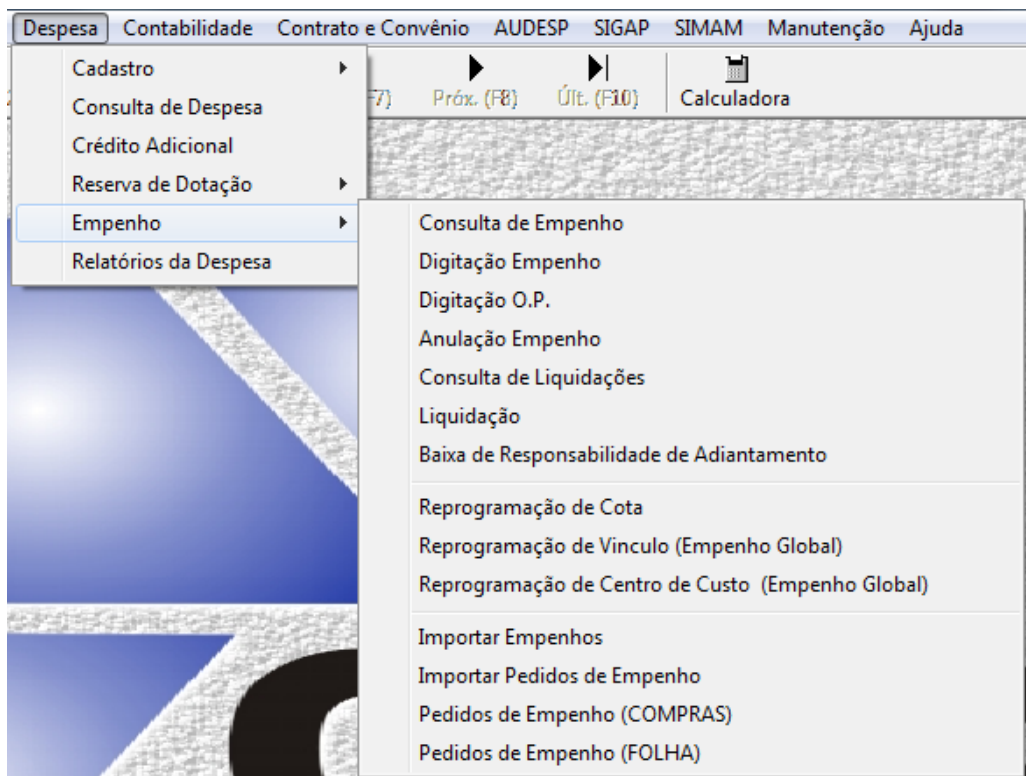 Despesa Contabilidade Contrato e Convênio AUDESP SIGAP SIMAM Manutenção Ajuda
Cadastro
Consulta de Despesa
Crédito Adicional
Reserva de Dotação
Empenho
Relatórios da Despesa
F7) Próx. (F8) Últ. (F10) Calculadora
Consulta de Empenho
Digitação Empenho
Digitação O.P.
Anulação Empenho
Consulta de Liquidações
Liquidação
Baixa de Responsabilidade de Adiantamento
Reprogramação de Cota
Reprogramação de Vinculo (Empenho Global)
Reprogramação de Centro de Custo (Empenho Global)
Importar Empenhos
Importar Pedidos de Empenho
Pedidos de Empenho (COMPRAS)
Pedidos de Empenho (FOLHA)